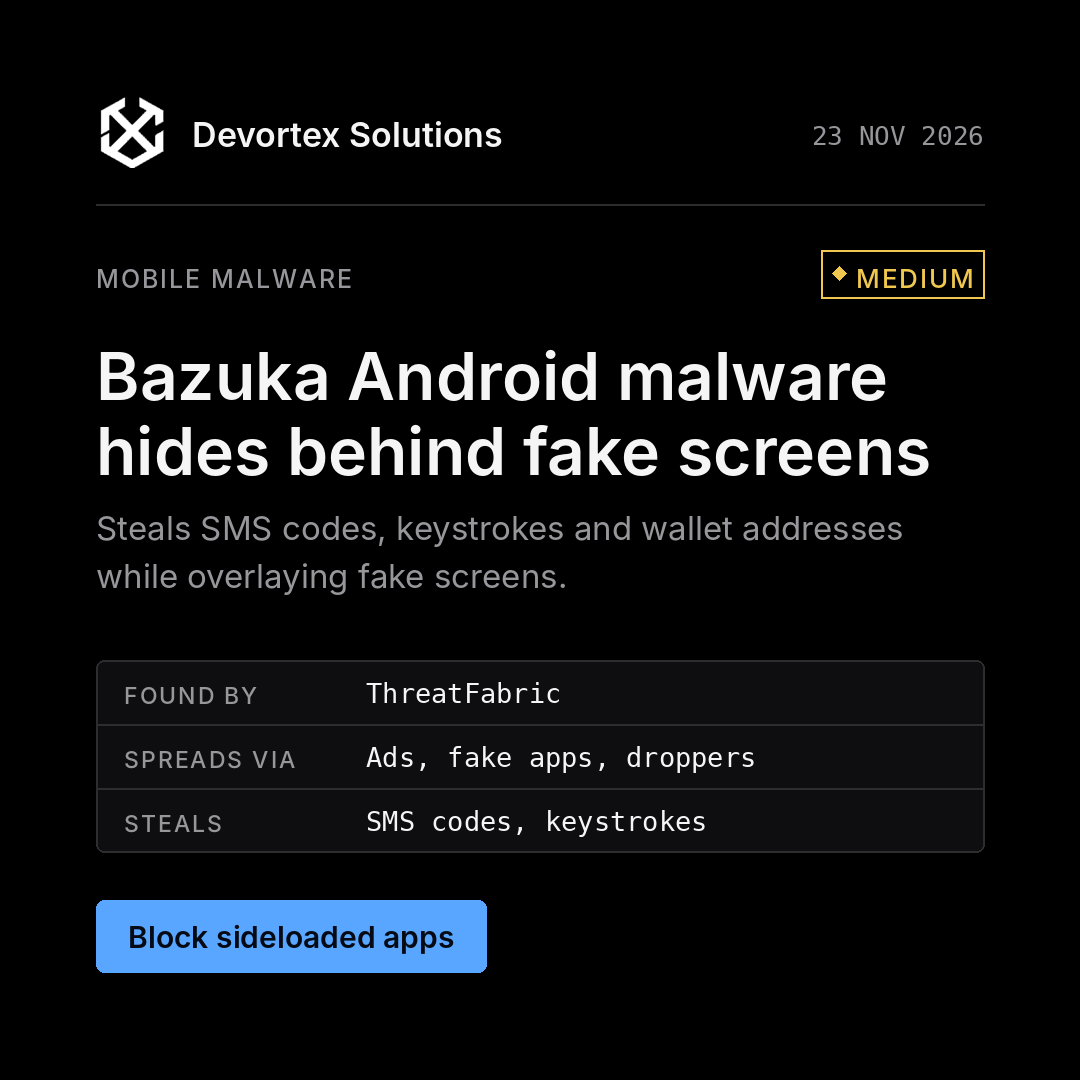 Devortex Solutions
23 NOV 2026
MOBILE MALWARE
MEDIUM
Bazuka Android malware
hides behind fake screens
Steals SMS codes, keystrokes and wallet addresses
while overlaying fake screens.
FOUND BY ThreatFabric
SPREADS VIA Ads, fake apps, droppers
STEALS SMS codes, keystrokes
Block sideloaded apps